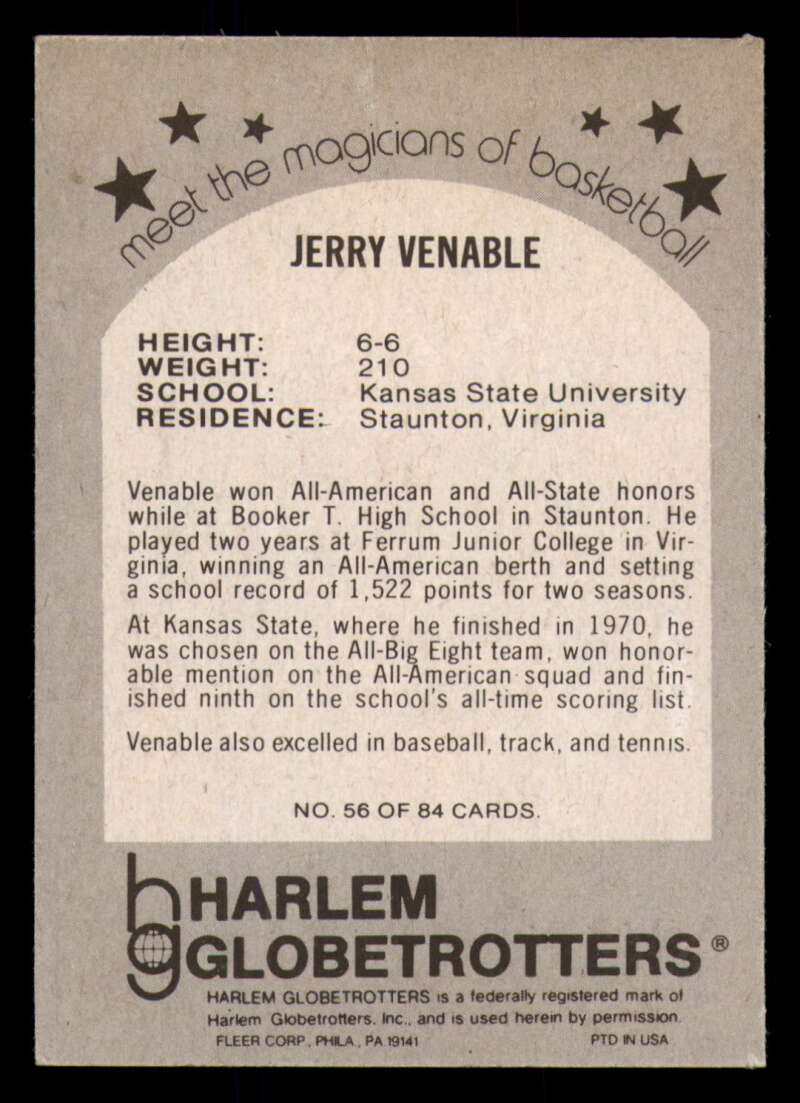 meet the magicians of basketball
JERRY VENABLE
HEIGHT: 6-6
WEIGHT: 210
SCHOOL: Kansas State University
RESIDENCE: Staunton, Virginia
Venable won All-American and All-State honors
while at Booker T. High School in Staunton. He
played two years at Ferrum Junior College in Vir-
ginia, winning an All-American berth and setting
a school record of 1,522 points for two seasons.
At Kansas State, where he finished in 1970, he
was chosen on the All-Big Eight team, won honor-
able mention on the All-American squad and fin-
ished ninth on the school's all-time scoring list.
Venable also excelled in baseball, track, and tennis.
NO. 56 OF 84 CARDS.
hg HARLEM
GLOBETROTTERS®
HARLEM GLOBETROTTERS is a federally registered mark of
Harlem Globetrotters, Inc., and is used herein by permission.
FLEER CORP., PHILA., PA 19141 PTD IN USA